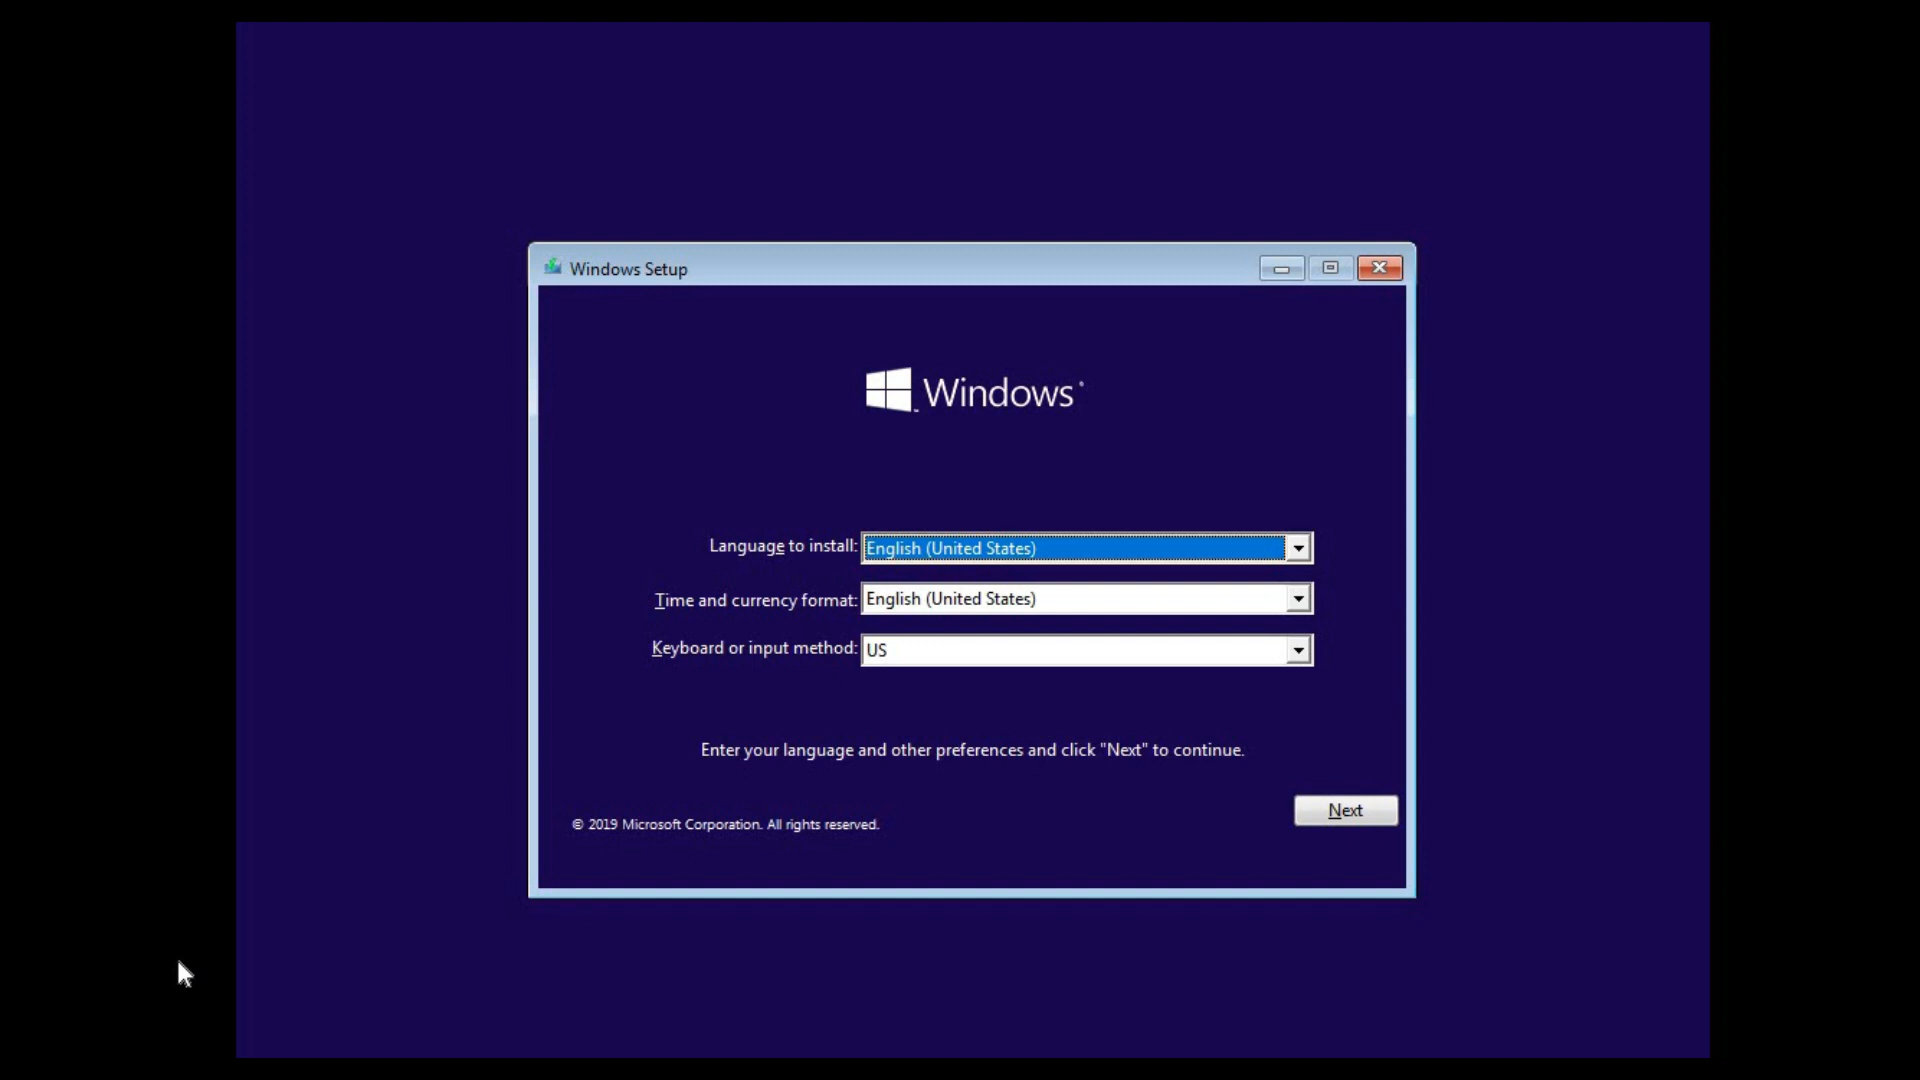 Windows Setup
Windows
Language to install: English (United States)
Time and currency format: English (United States)
Keyboard or input method: US
Enter your language and other preferences and click "Next" to continue.
Next
© 2019 Microsoft Corporation. All rights reserved.